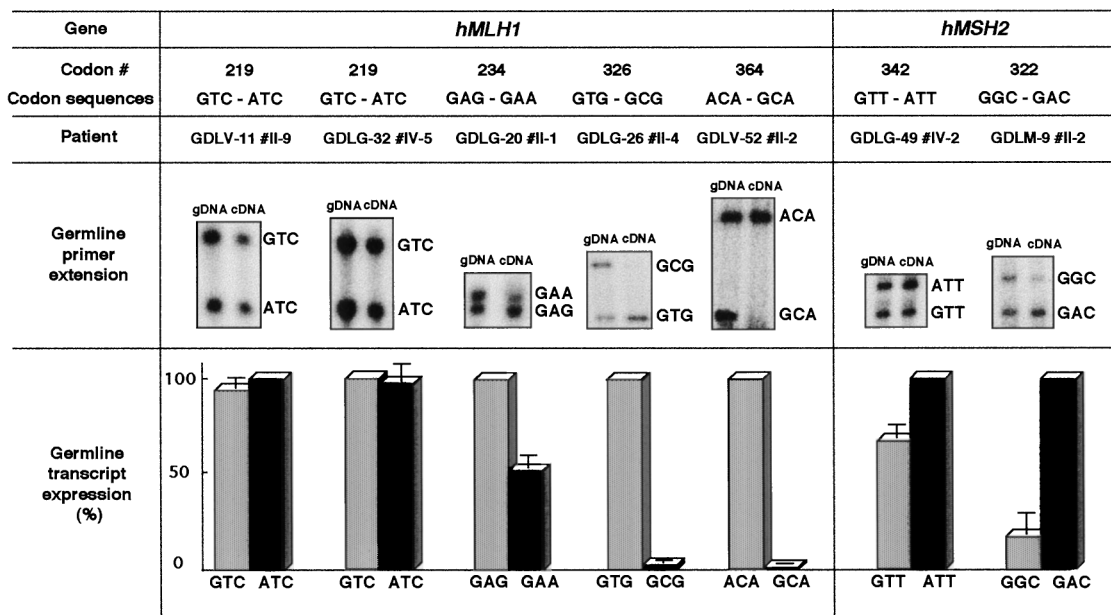 Gene hMLH1 hMSH2
Codon # 219 219 234 326 364 342 322
Codon sequences GTC - ATC GTC - ATC GAG - GAA GTG - GCG ACA - GCA GTT - ATT GGC - GAC
Patient GDLV-11 #II-9 GDLG-32 #IV-5 GDLG-20 #II-1 GDLG-26 #II-4 GDLV-52 #II-2 GDLG-49 #IV-2 GDLM-9 #II-2
Germline
primer
extension
gDNA cDNA
GTC
ATC
gDNA cDNA
GTC
ATC
gDNA cDNA
GAA
GAG
gDNA cDNA
GCG
GTG
gDNA cDNA
ACA
GCA
gDNA cDNA
ATT
GTT
gDNA cDNA
GGC
GAC
Germline
transcript
expression
(%)
100
50
0
GTC ATC GTC ATC GAG GAA GTG GCG ACA GCA GTT ATT GGC GAC